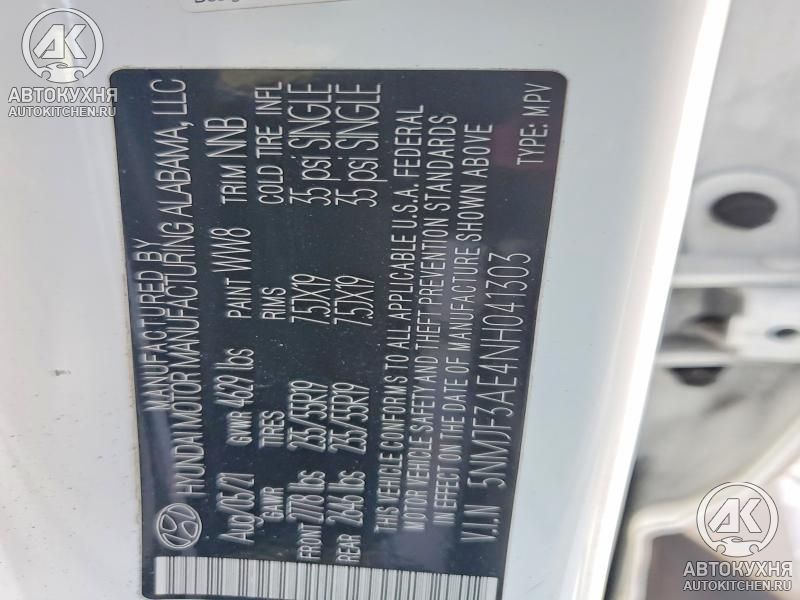 АК
АВТОКУХНЯ
AUTOKITCHEN.RU
MANUFACTURED BY
HYUNDAI MOTOR MANUFACTURING ALABAMA, LLC
Aug/05/21 GVWR 4629 lbs PAINT WW8 TRIM NNB
GAWR TIRES RIMS COLD TIRE INFL
FRONT 2778 lbs 235/55R19 7.5JX19 35 psi SINGLE
REAR 2646 lbs 235/55R19 7.5JX19 35 psi SINGLE
THIS VEHICLE CONFORMS TO ALL APPLICABLE U.S.A. FEDERAL
MOTOR VEHICLE SAFETY AND THEFT PREVENTION STANDARDS
IN EFFECT ON THE DATE OF MANUFACTURE SHOWN ABOVE
V.I.N 5NMJF3AE4NH041303
TYPE: MPV
АК
АВТОКУХНЯ
AUTOKITCHEN.RU